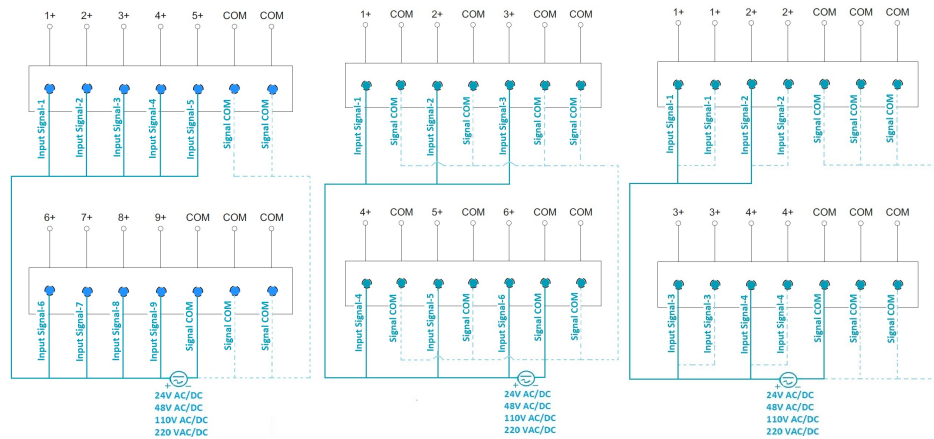 1+ 2+ 3+ 4+ 5+ COM COM
Input Signal-1
Input Signal-2
Input Signal-3
Input Signal-4
Input Signal-5
Signal COM
Signal COM
6+ 7+ 8+ 9+ COM COM COM
Input Signal-6
Input Signal-7
Input Signal-8
Input Signal-9
Signal COM
Signal COM
Signal COM
+ −
24V AC/DC
48V AC/DC
110V AC/DC
220 VAC/DC
1+ COM 2+ COM 3+ COM COM
Input Signal-1
Signal COM
Input Signal-2
Signal COM
Input Signal-3
Signal COM
Signal COM
4+ COM 5+ COM 6+ COM COM
Input Signal-4
Signal COM
Input Signal-5
Signal COM
Input Signal-6
Signal COM
Signal COM
+ −
24V AC/DC
48V AC/DC
110V AC/DC
220 VAC/DC
1+ 1+ 2+ 2+ COM COM COM
Input Signal-1
Input Signal-1
Input Signal-2
Input Signal-2
Signal COM
Signal COM
Signal COM
3+ 3+ 4+ 4+ COM COM COM
Input Signal-3
Input Signal-3
Input Signal-4
Input Signal-4
Signal COM
Signal COM
Signal COM
+ −
24V AC/DC
48V AC/DC
110V AC/DC
220 VAC/DC